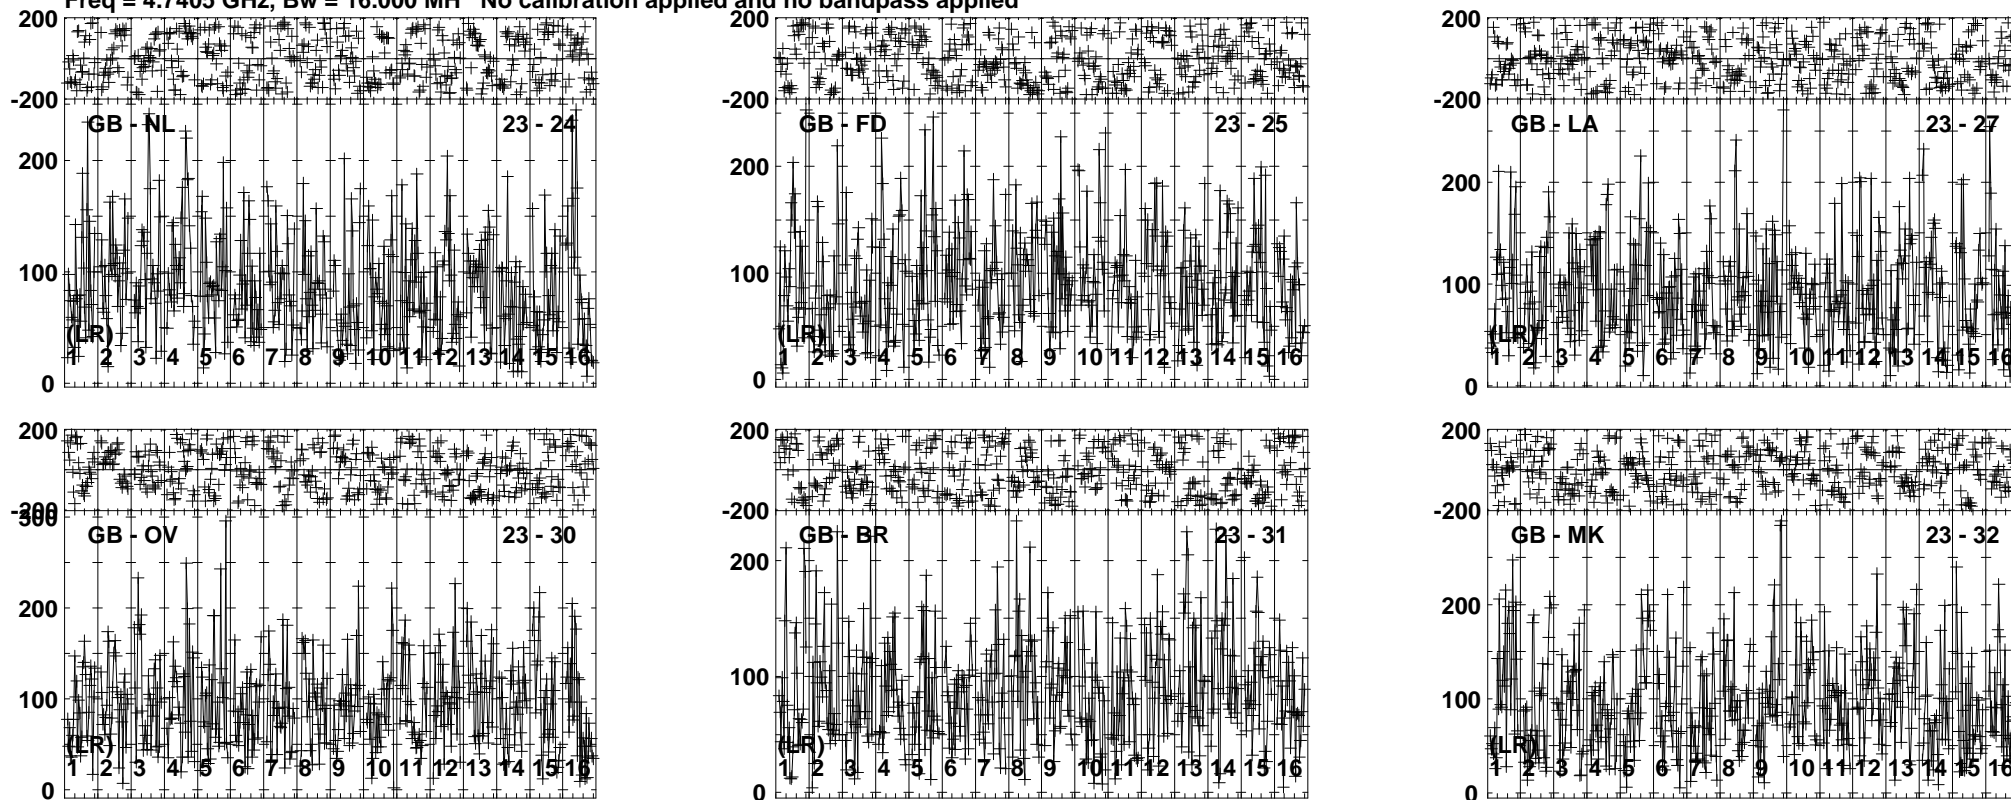 Freq = 4.7405 GHz, Bw = 16.000 MH No calibration applied and no bandpass applied
200 200 200
-200 -200 -200
GB - NL 23 - 24 GB - FD 23 - 25 GB - LA 23 - 27
200 200 200
100 100 100
(LR) (LR) (LR)
1 2 3 4 5 6 7 8 9 10 11 12 13 14 15 16 1 2 3 4 5 6 7 8 9 10 11 12 13 14 15 16 1 2 3 4 5 6 7 8 9 10 11 12 13 14 15 16
0 0 0
200 200 200
-200 -200 -200
300
GB - OV 23 - 30 GB - BR 23 - 31 GB - MK 23 - 32
200 200 200
100 100 100
(LR) (LR) (LR)
1 2 3 4 5 6 7 8 9 10 11 12 13 14 15 16 1 2 3 4 5 6 7 8 9 10 11 12 13 14 15 16 1 2 3 4 5 6 7 8 9 10 11 12 13 14 15 16
0 0 0